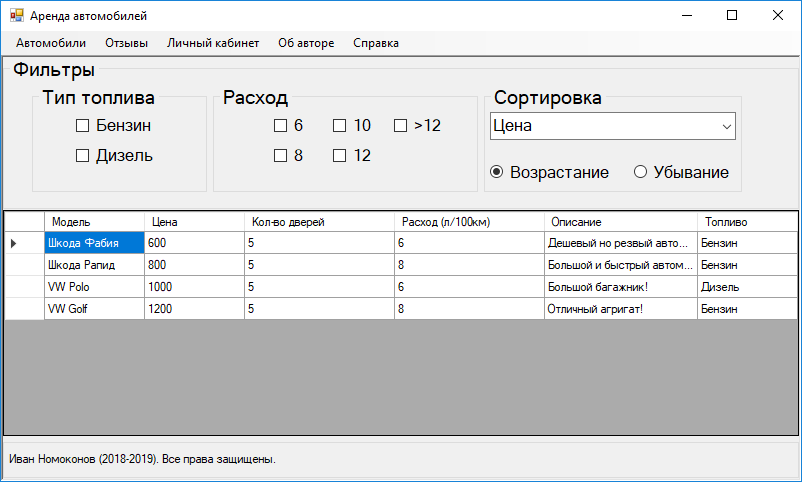 Аренда автомобилей
Автомобили Отзывы Личный кабинет Об авторе Справка
Фильтры
Тип топлива Расход Сортировка
Бензин 6 10 >12 Цена
Дизель 8 12
Возрастание Убывание
Модель Цена Кол-во дверей Расход (л/100км) Описание Топливо
Шкода Фабия 600 5 6 Дешевый но резвый авто... Бензин
Шкода Рапид 800 5 8 Большой и быстрый автом... Бензин
VW Polo 1000 5 6 Большой багажник! Дизель
VW Golf 1200 5 8 Отличный агригат! Бензин
Иван Номоконов (2018-2019). Все права защищены.